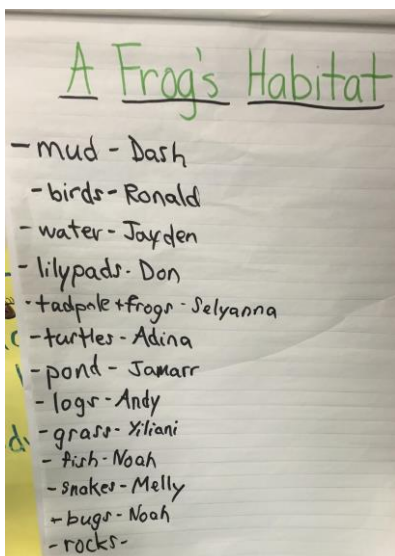 A Frog's Habitat
- mud - Dash
- birds - Ronald
- water - Jayden
- lilypads - Don
- tadpole + frogs - Selyanna
- turtles - Adina
- pond - Jamarr
- logs - Andy
- grass - Yiliani
- fish - Noah
- snakes - Melly
- bugs - Noah
- rocks -